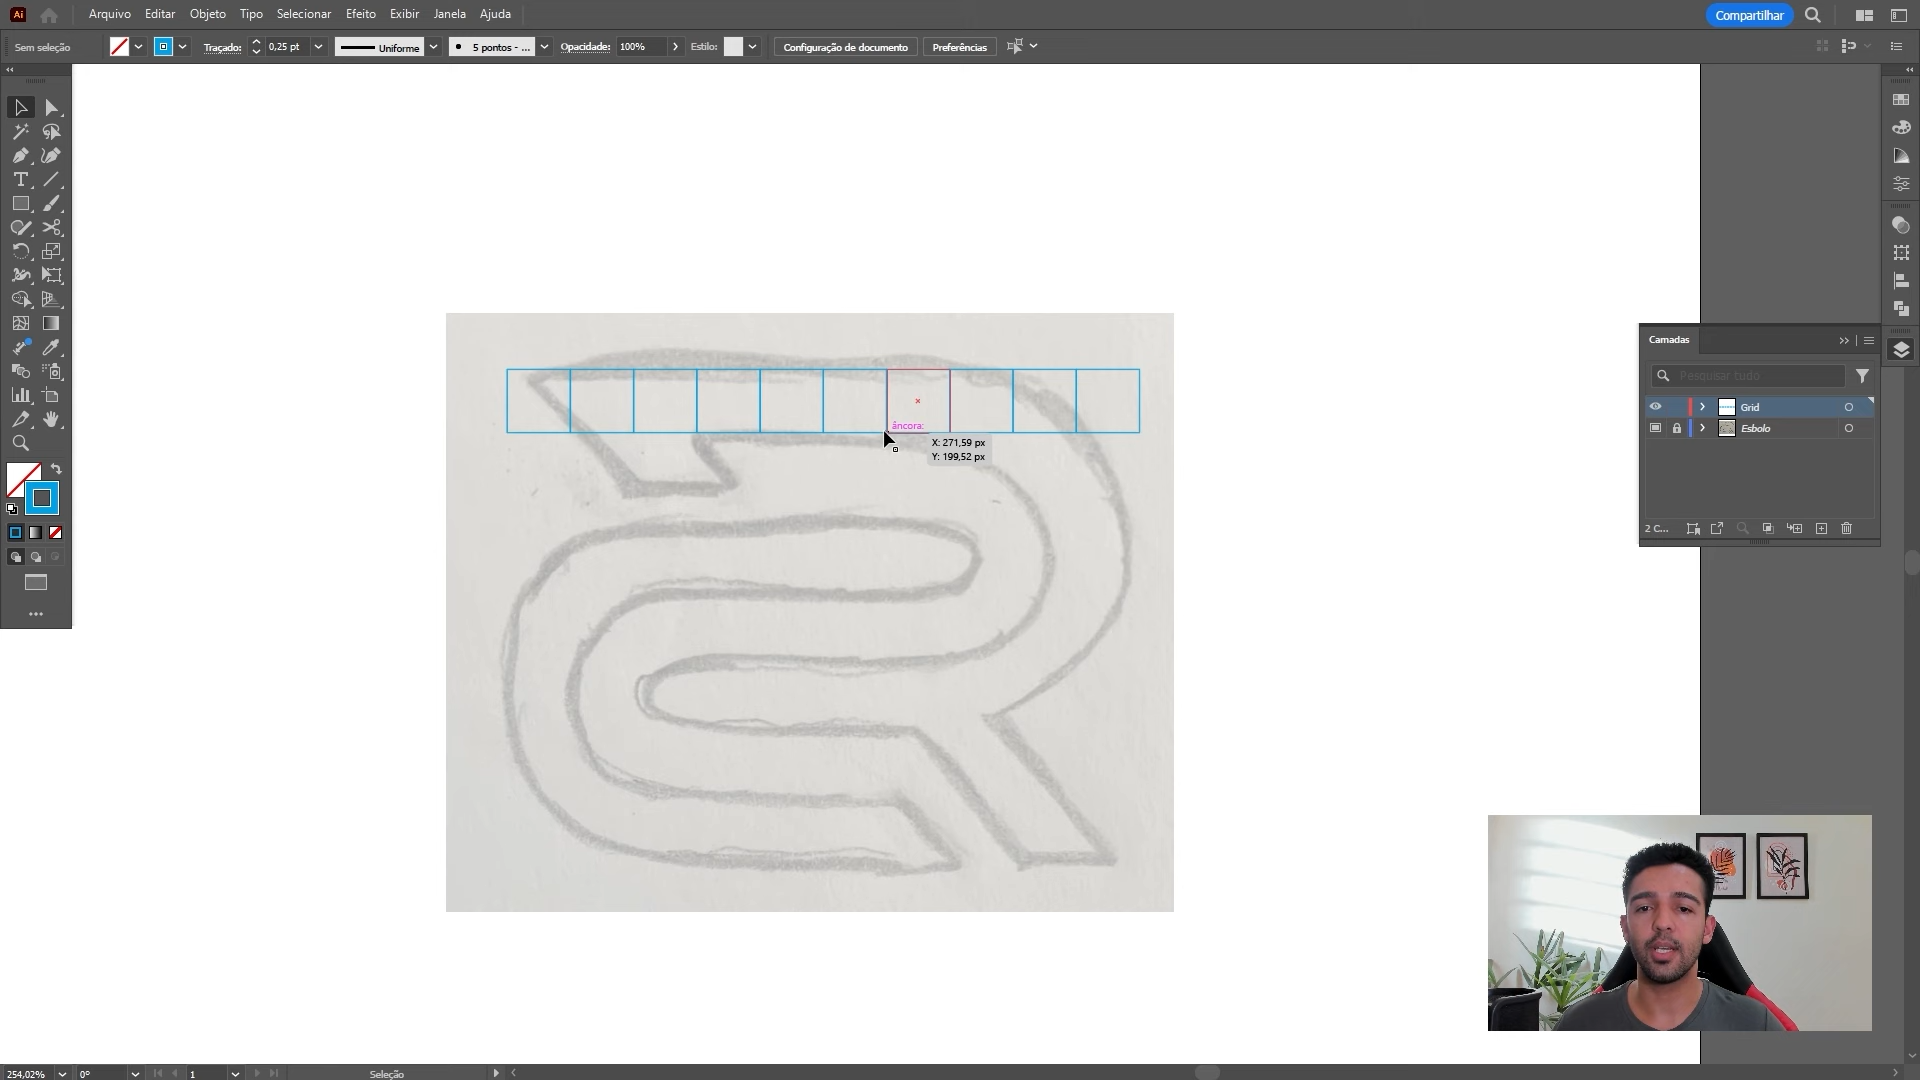 Ai Arquivo Editar Objeto Tipo Selecionar Efeito Exibir Janela Ajuda Compartilhar
Sem seleção Traçado: 0,25 pt Uniforme 5 pontos - ... Opacidade: 100% Estilo: Configuração de documento Preferências
Camadas
Pesquisar tudo
Grid
Esbolo
âncora:
X: 271,59 px
Y: 199,52 px
2 C...
254,02% 0° 1 Seleção